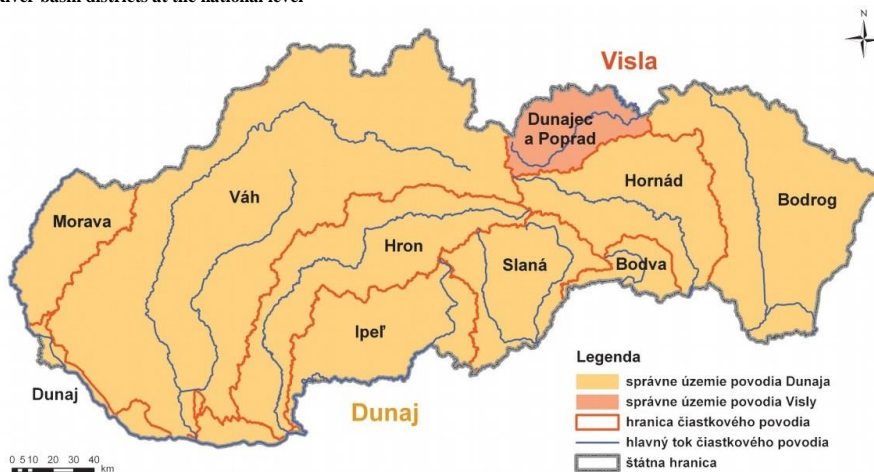 River basin districts at the national level
N
Visla
Dunajec
a Poprad
Hornád
Bodrog
Váh
Morava
Hron
Slaná
Bodva
Ipeľ
Dunaj
Dunaj
Legenda
správne územie povodia Dunaja
správne územie povodia Visly
hranica čiastkového povodia
hlavný tok čiastkového povodia
štátna hranica
0 5 10 20 30 40
km